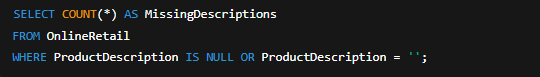 SELECT COUNT(*) AS MissingDescriptions
FROM OnlineRetail
WHERE ProductDescription IS NULL OR ProductDescription = '';